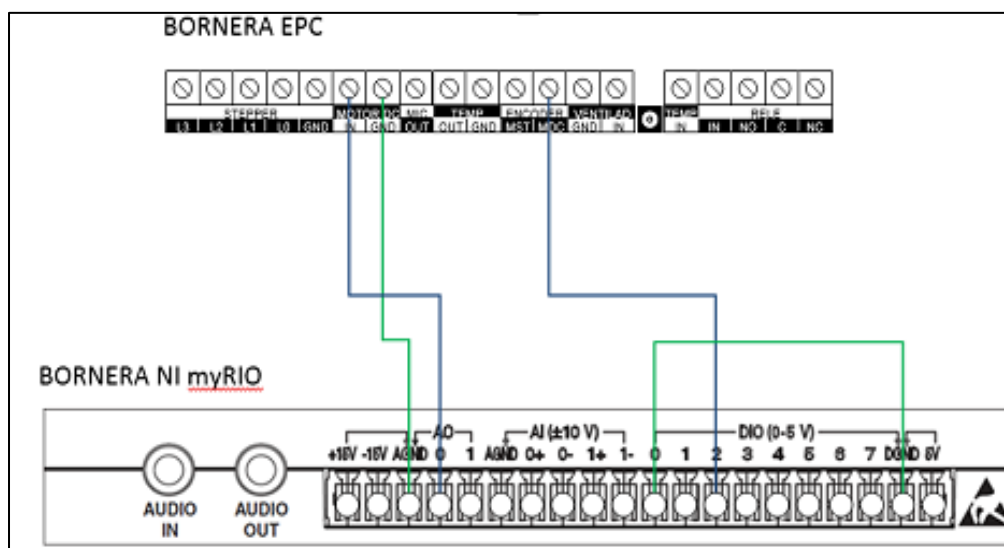 BORNERA EPC
STEPPER MOTOR DC MIC TEMP ENCODER VENTILAD TEMP RELE
L3 L2 L1 L0 GND IN GND OUT OUT GND MST MDC GND IN IN IN NO C NC
BORNERA NI myRIO
AO AI (±10 V) DIO (0-5 V)
+15V -15V AGND 0 1 AGND 0+ 0- 1+ 1- 0 1 2 3 4 5 6 7 DGND 5V
AUDIO IN AUDIO OUT